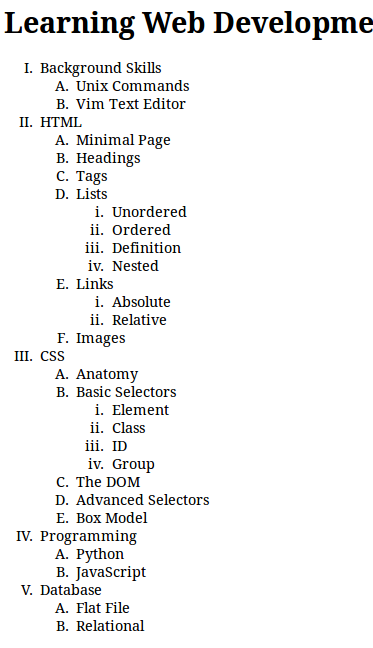 Learning Web Developme
I. Background Skills
A. Unix Commands
B. Vim Text Editor
II. HTML
A. Minimal Page
B. Headings
C. Tags
D. Lists
i. Unordered
ii. Ordered
iii. Definition
iv. Nested
E. Links
i. Absolute
ii. Relative
F. Images
III. CSS
A. Anatomy
B. Basic Selectors
i. Element
ii. Class
iii. ID
iv. Group
C. The DOM
D. Advanced Selectors
E. Box Model
IV. Programming
A. Python
B. JavaScript
V. Database
A. Flat File
B. Relational